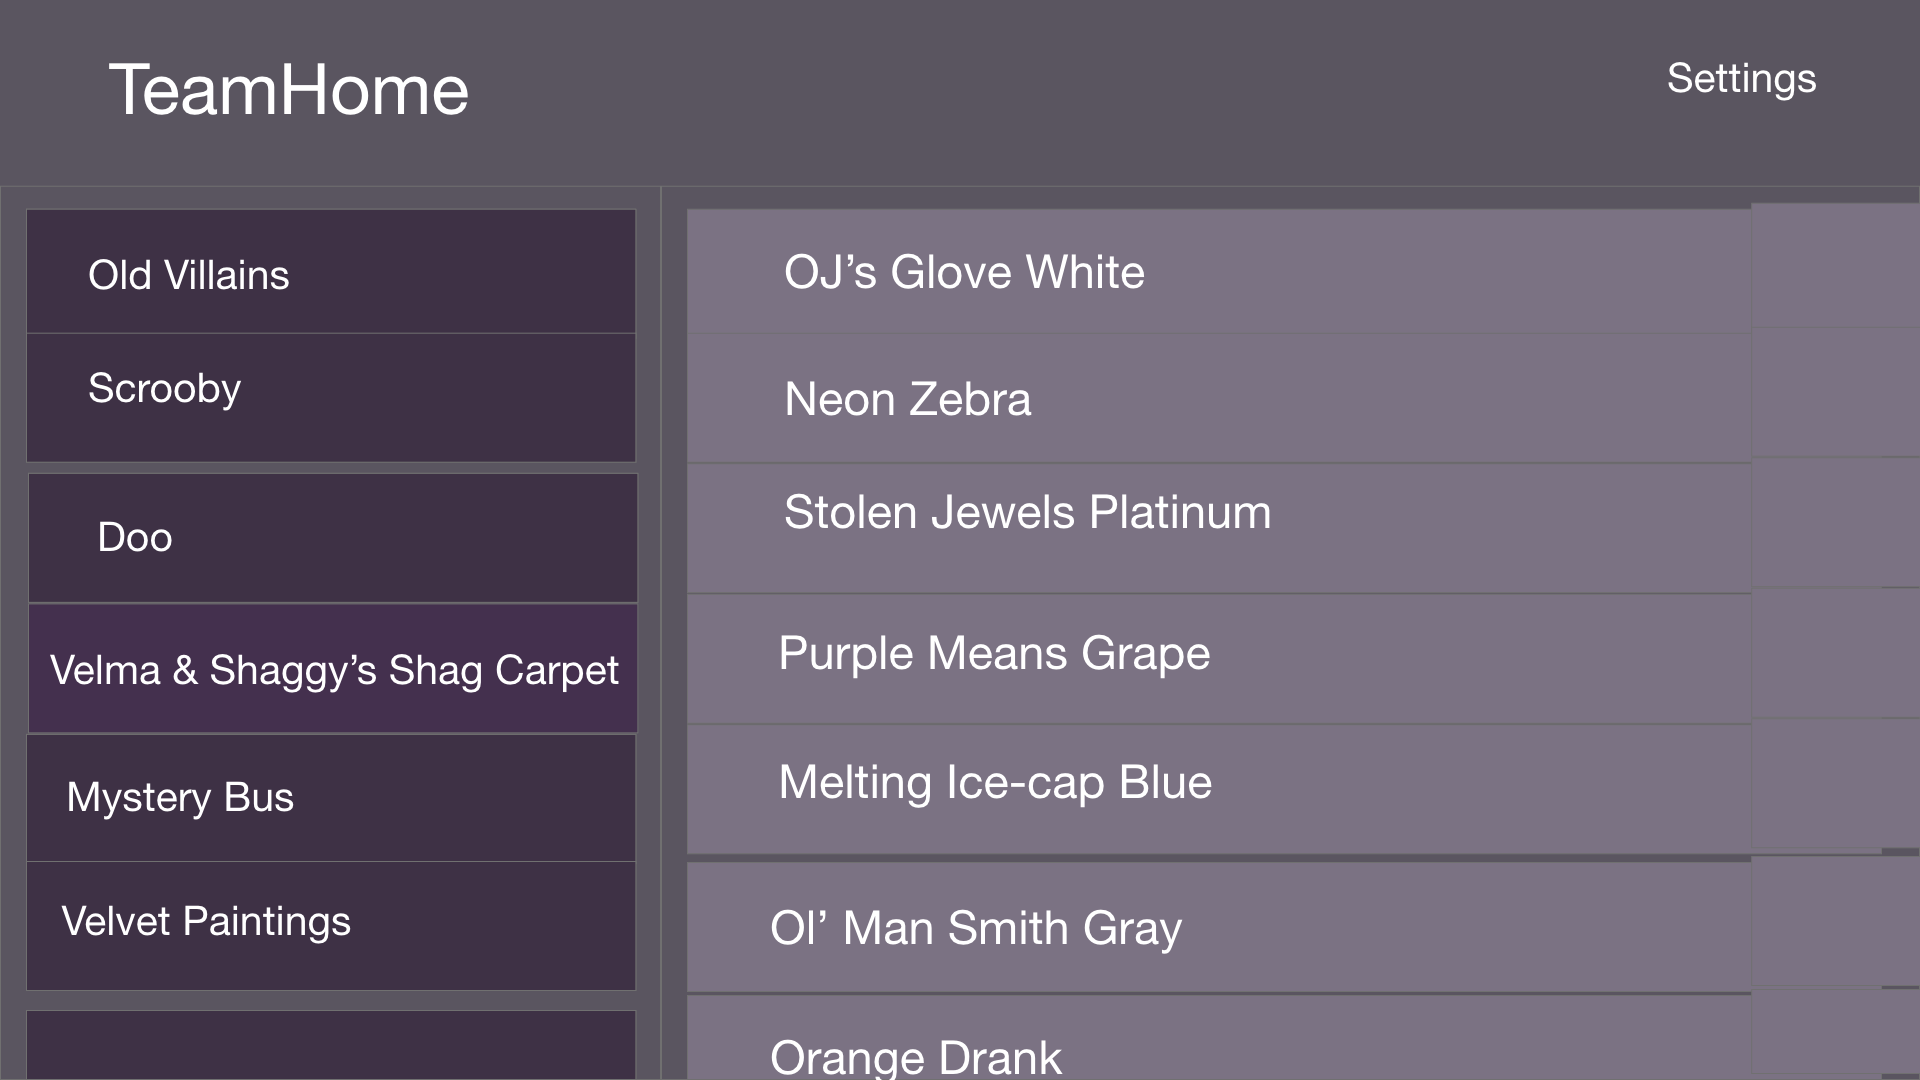 TeamHome
Settings
Old Villains
Scrooby
Doo
Velma & Shaggy’s Shag Carpet
Mystery Bus
Velvet Paintings
OJ’s Glove White
Neon Zebra
Stolen Jewels Platinum
Purple Means Grape
Melting Ice-cap Blue
Ol’ Man Smith Gray
Orange Drank